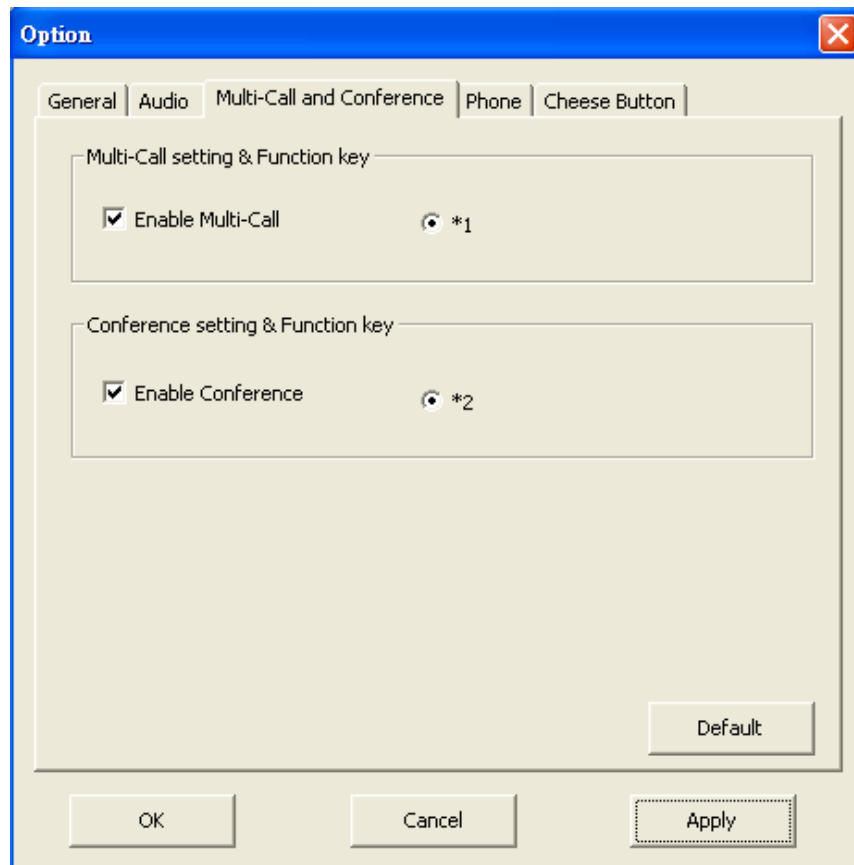 Option
General Audio Multi-Call and Conference Phone Cheese Button
Multi-Call setting & Function key
Enable Multi-Call *1
Conference setting & Function key
Enable Conference *2
Default
OK Cancel Apply